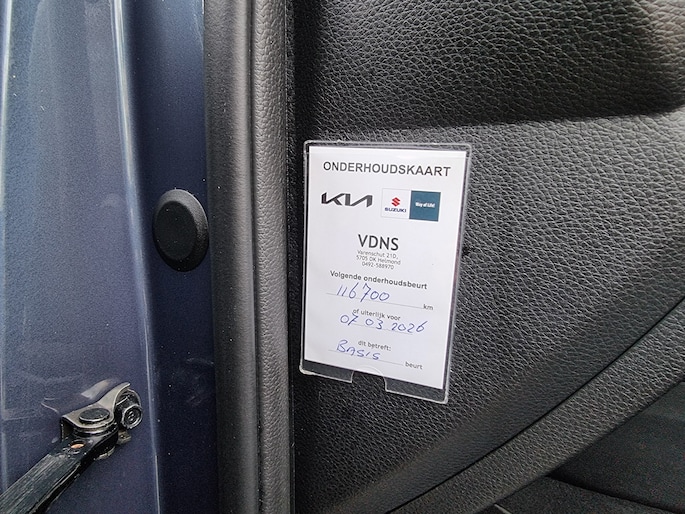 ONDERHOUDSKAART
KIA SUZUKI Way of Life!
VDNS
Varenschut 21D,
5705 DK Helmond
0492-588970
Volgende onderhoudsbeurt
116700 km
of uiterlijk voor
07 03 2026
dit betreft:
BASIS beurt